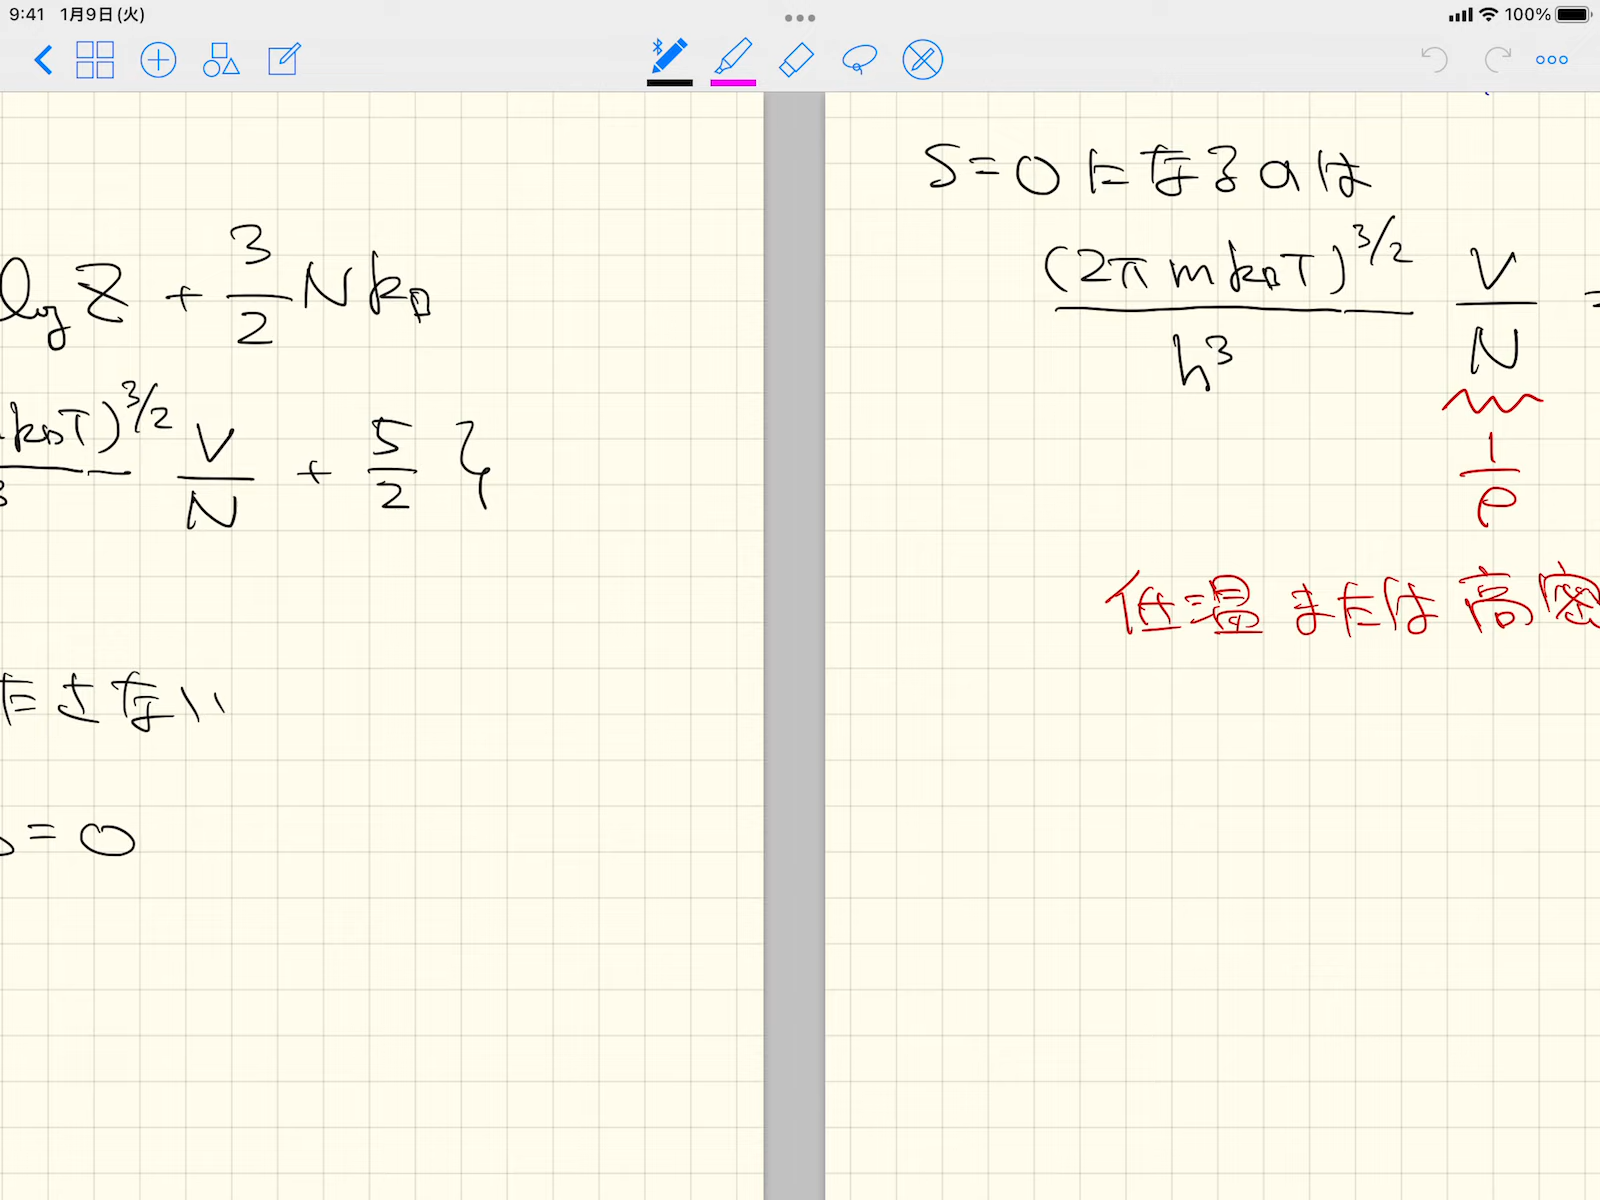 9:41 1月9日(火) 100%
log Z + 3/2 N kB
kBT)^3/2 V/N + 5/2 }
3
たさない
S = 0
S = 0 になるのは
(2π m kBT)^3/2 / h^3 V/N =
1/ρ
低温 または 高密